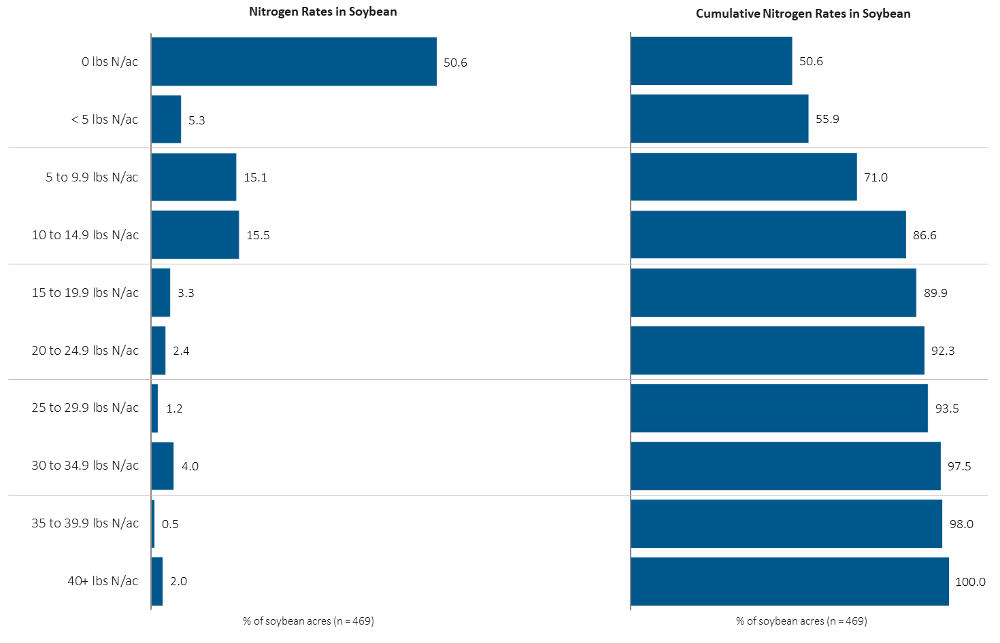 Nitrogen Rates in Soybean
Cumulative Nitrogen Rates in Soybean
0 lbs N/ac 50.6 50.6
< 5 lbs N/ac 5.3 55.9
5 to 9.9 lbs N/ac 15.1 71.0
10 to 14.9 lbs N/ac 15.5 86.6
15 to 19.9 lbs N/ac 3.3 89.9
20 to 24.9 lbs N/ac 2.4 92.3
25 to 29.9 lbs N/ac 1.2 93.5
30 to 34.9 lbs N/ac 4.0 97.5
35 to 39.9 lbs N/ac 0.5 98.0
40+ lbs N/ac 2.0 100.0
% of soybean acres (n = 469)
% of soybean acres (n = 469)